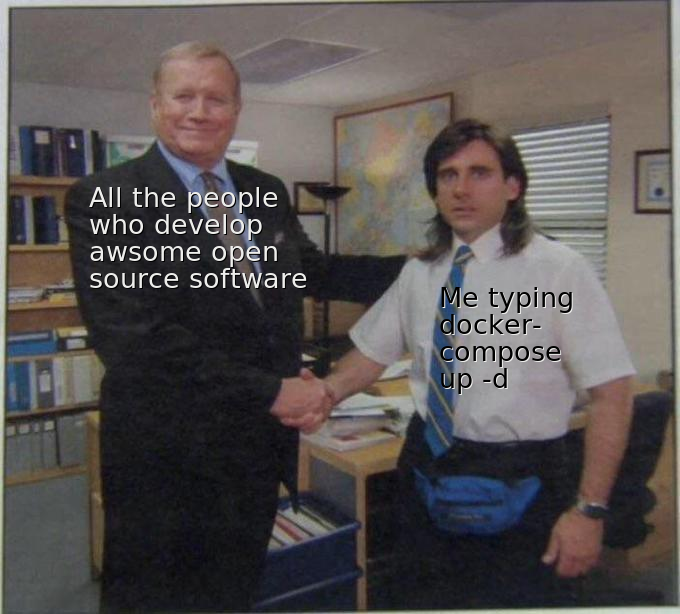 All the people
who develop
awsome open
source software
Me typing
docker-
compose
up -d